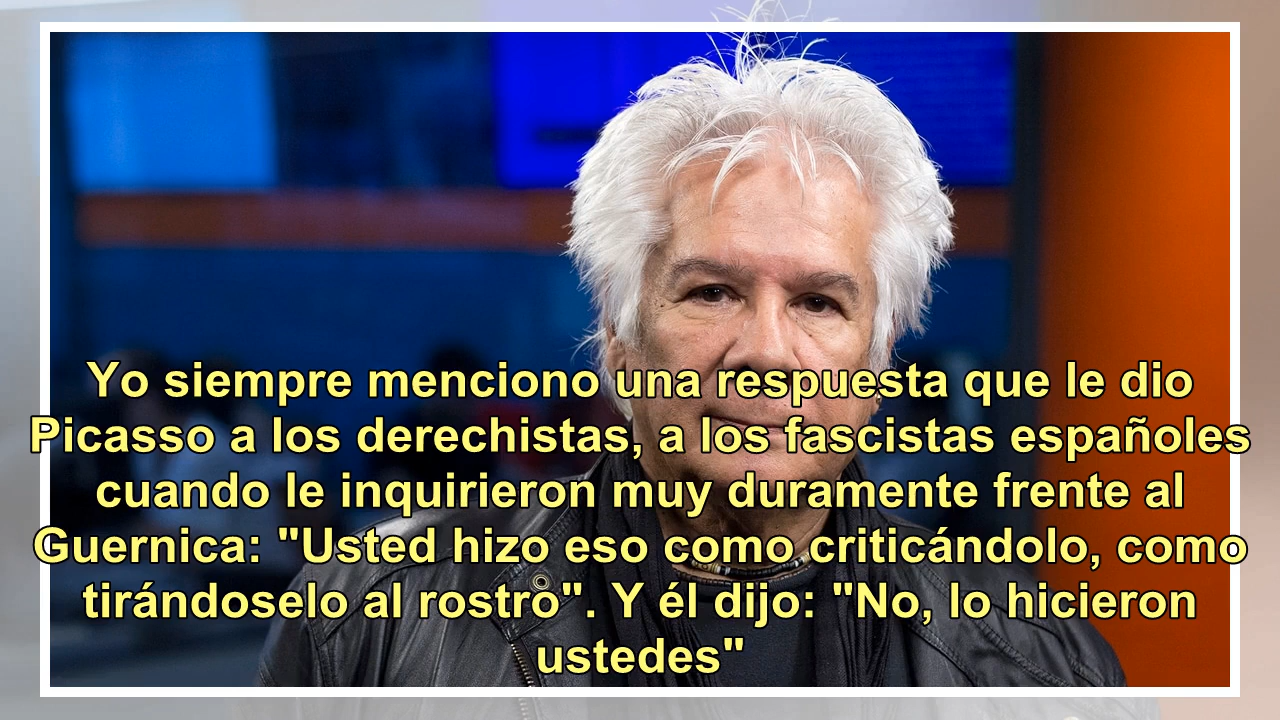 Yo siempre menciono una respuesta que le dio
Picasso a los derechistas, a los fascistas españoles
cuando le inquirieron muy duramente frente al
Guernica: "Usted hizo eso como criticándolo, como
tirándoselo al rostro". Y él dijo: "No, lo hicieron
ustedes"